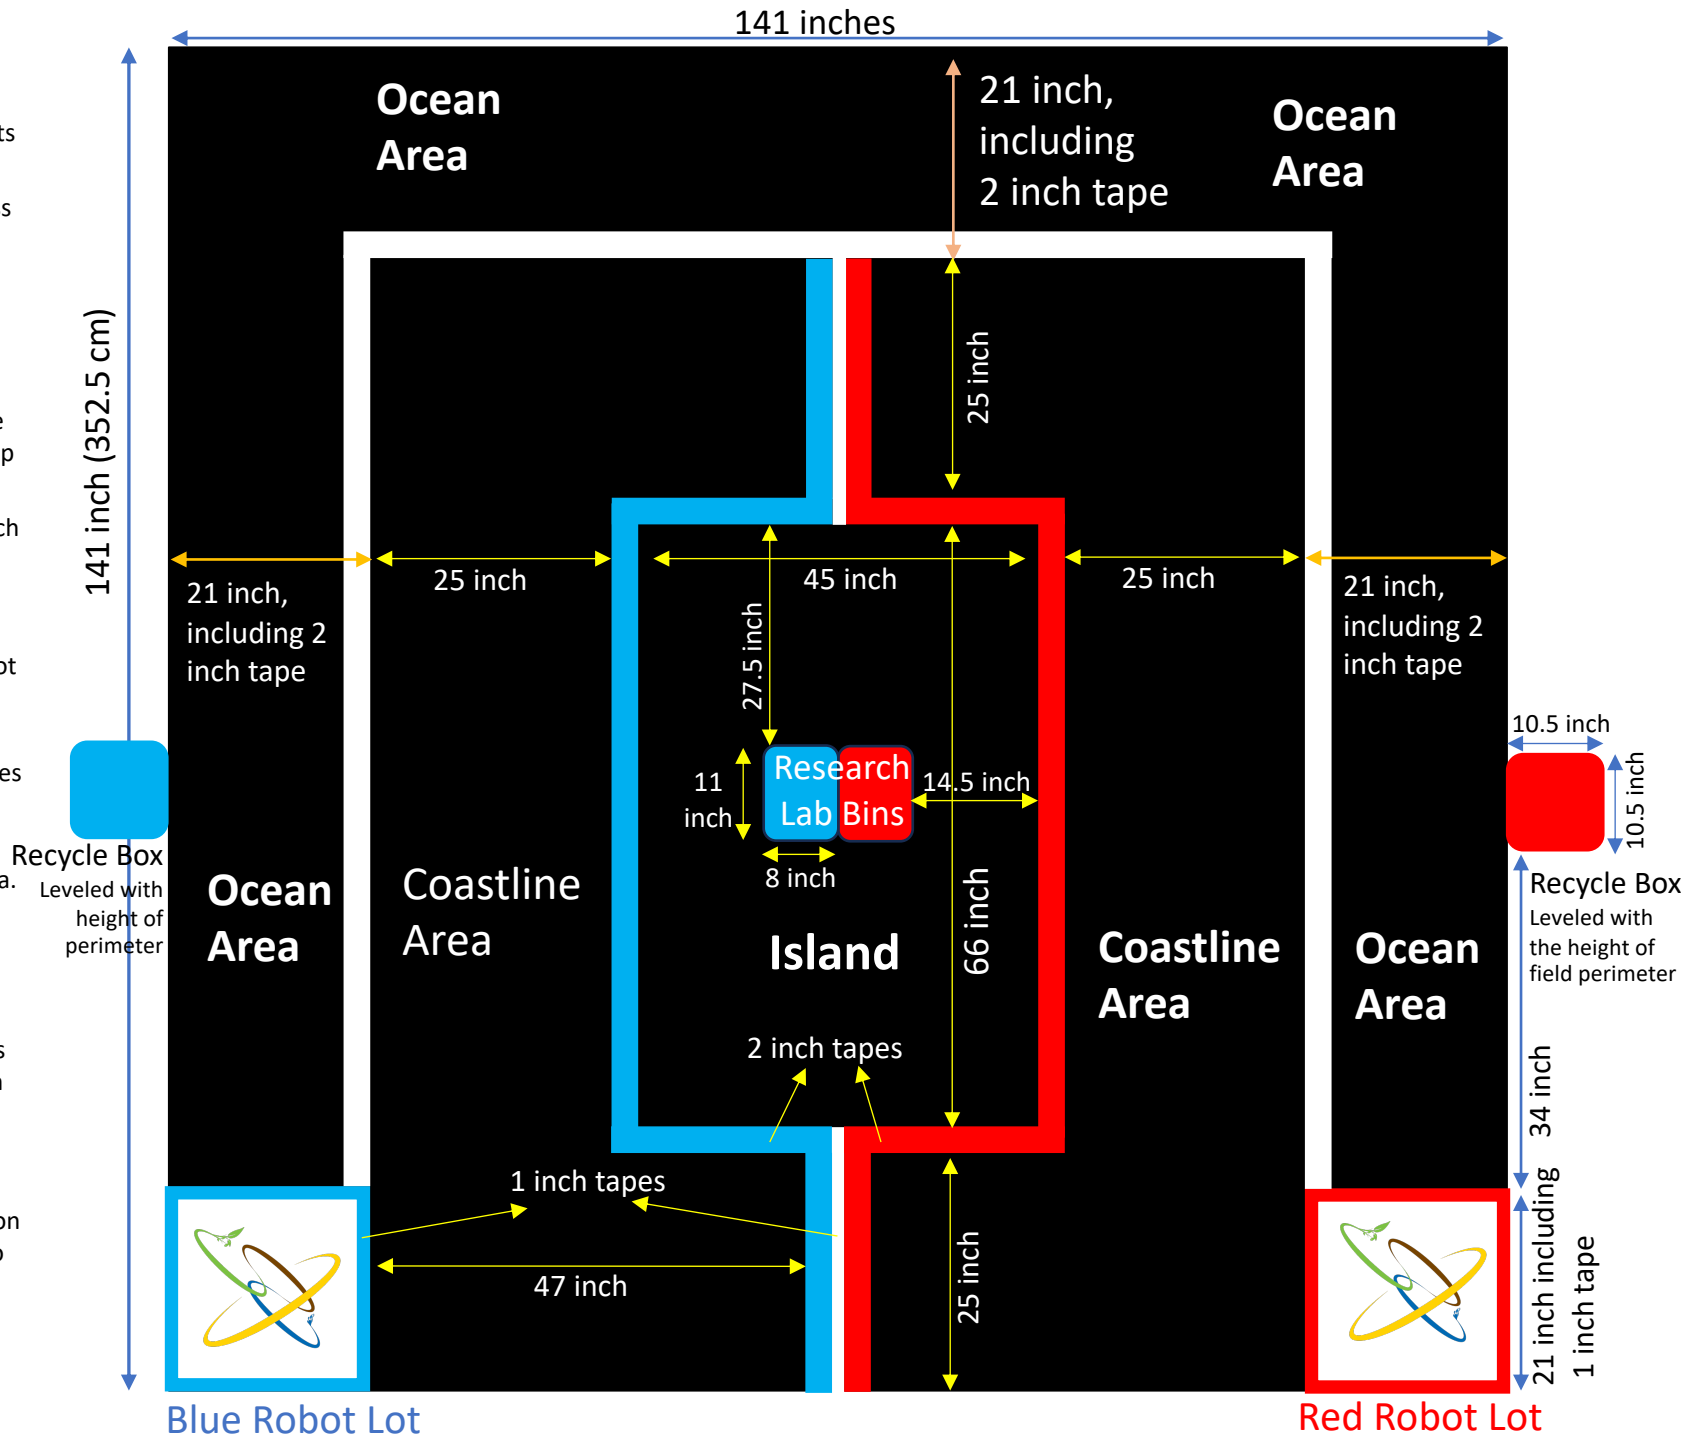 141 inches
Ocean
Area
21 inch,
including
2 inch tape
Ocean
Area
ts
s
e
p
ch
ot
es
a.
s
n
on
o
141 inch (352.5 cm)
25 inch
25 inch
45 inch
25 inch
21 inch,
including 2
inch tape
21 inch,
including 2
inch tape
27.5 inch
10.5 inch
10.5 inch
Research
Lab Bins
11
inch
14.5 inch
8 inch
66 inch
Recycle Box
Leveled with
height of
perimeter
Ocean
Area
Coastline
Area
Island
Coastline
Area
Ocean
Area
Recycle Box
Leveled with
the height of
field perimeter
2 inch tapes
34 inch
1 inch tapes
47 inch
25 inch
21 inch including
1 inch tape
Blue Robot Lot
Red Robot Lot